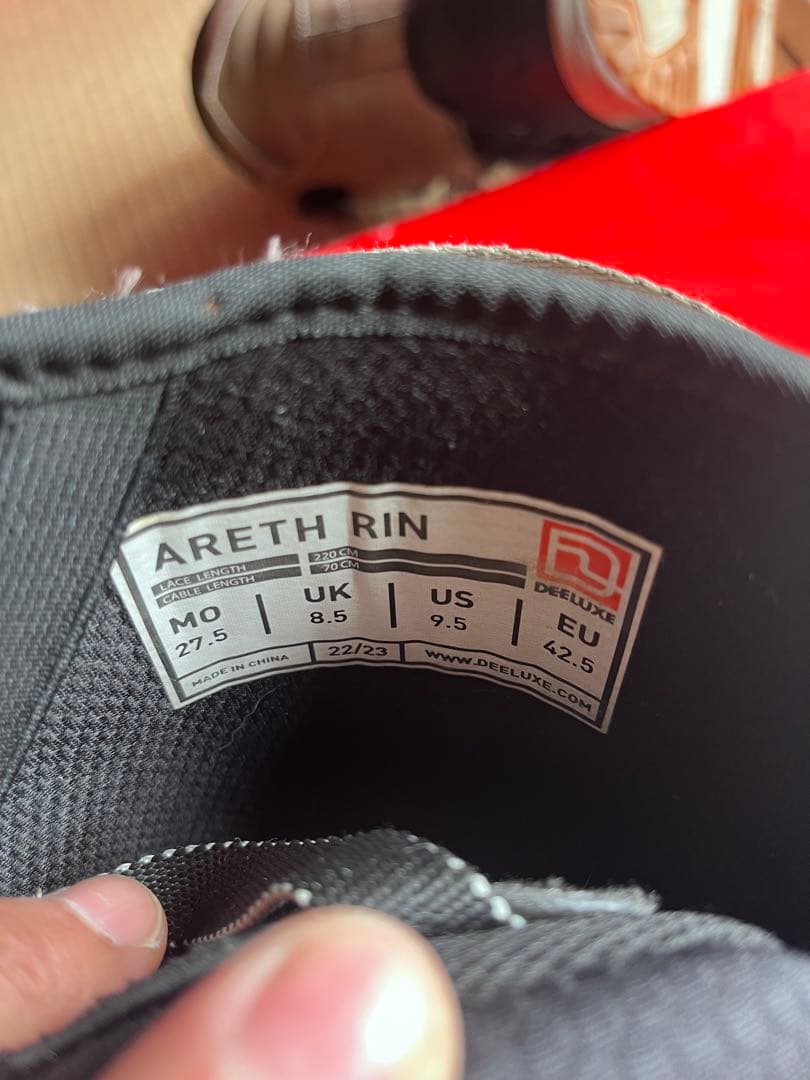 ARETH RIN
LACE LENGTH 220 CM
CABLE LENGTH 70 CM
DEELUXE
MO UK US EU
27.5 8.5 9.5 42.5
MADE IN CHINA 22/23 WWW.DEELUXE.COM